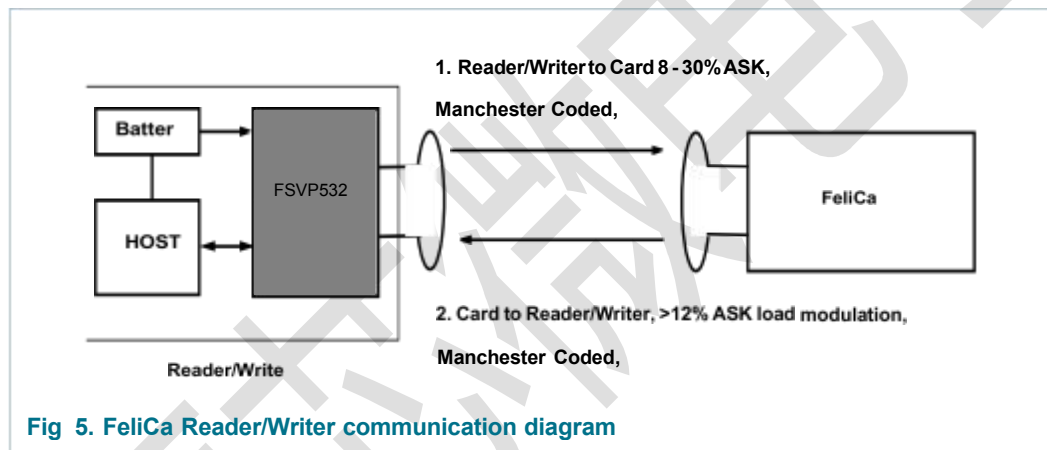 1. Reader/Writer to Card 8 - 30% ASK,
Manchester Coded,
Batter
FSVP532
HOST
FeliCa
2. Card to Reader/Writer, >12% ASK load modulation,
Manchester Coded,
Reader/Write
Fig 5. FeliCa Reader/Writer communication diagram